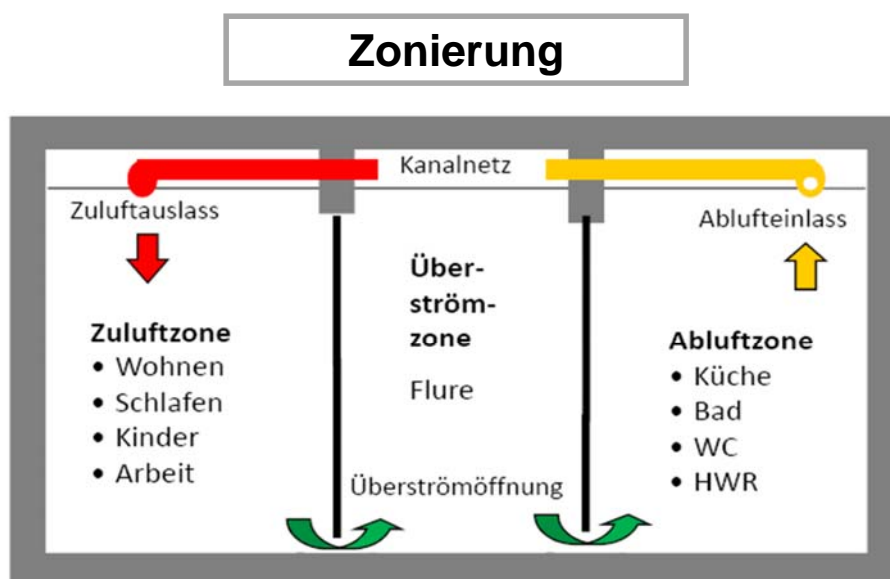 Zonierung
Kanalnetz
Zuluftauslass
Ablufteinlass
Über-
ström-
zone
Flure
Zuluftzone
• Wohnen
• Schlafen
• Kinder
• Arbeit
Abluftzone
• Küche
• Bad
• WC
• HWR
Überströmöffnung